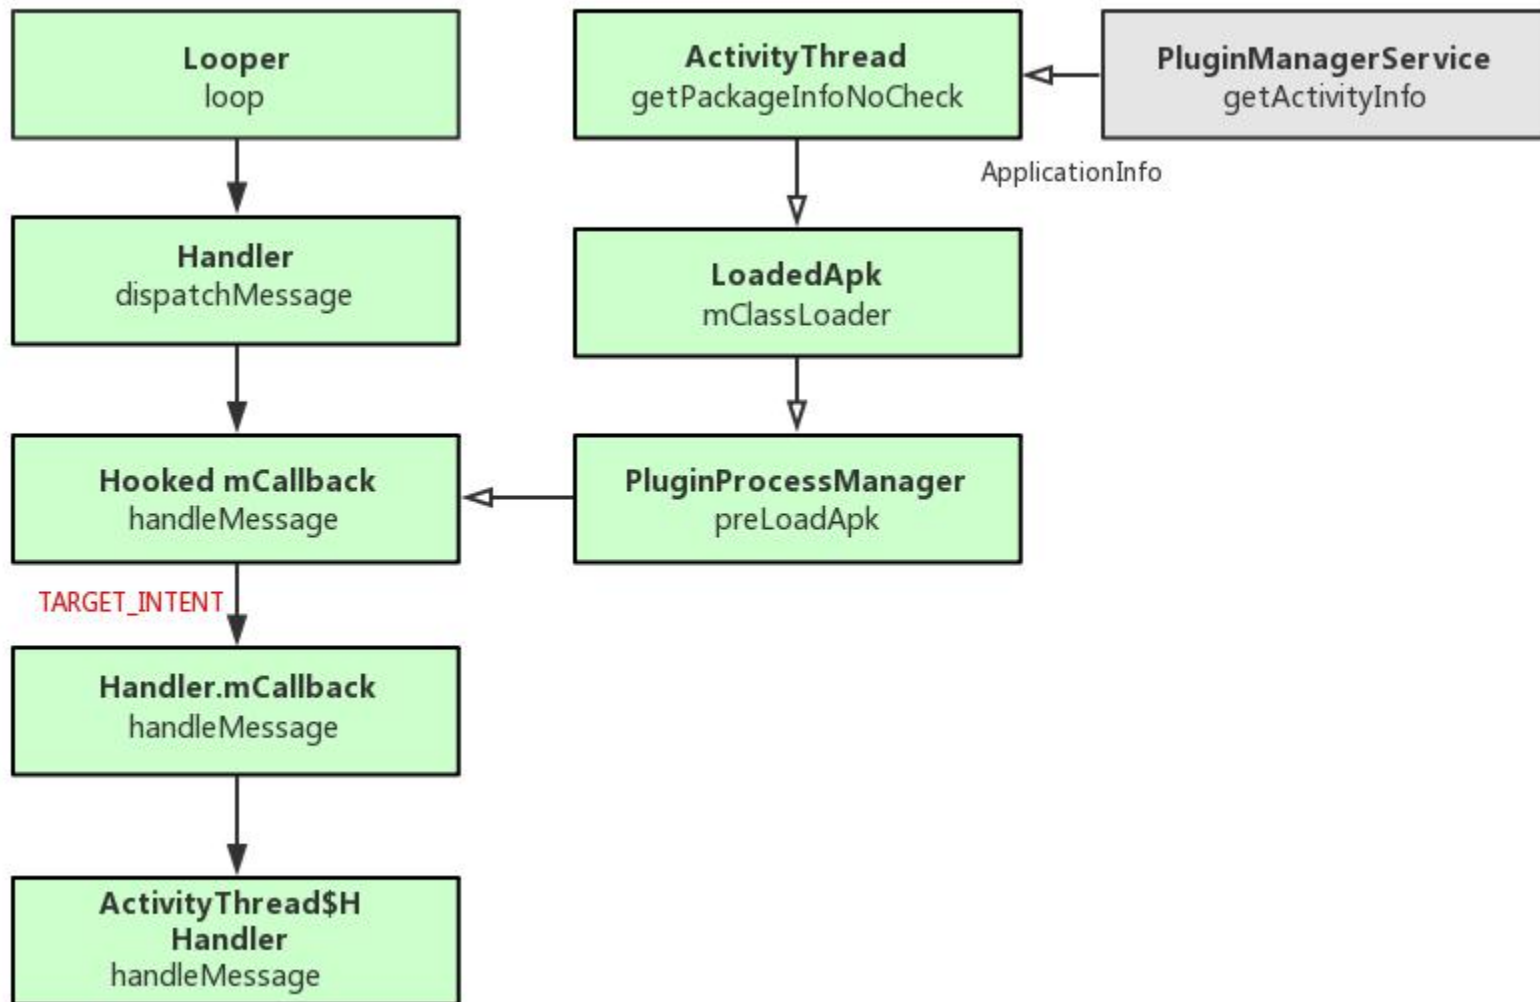 Looper
loop
ActivityThread
getPackageInfoNoCheck
PluginManagerService
getActivityInfo
ApplicationInfo
Handler
dispatchMessage
LoadedApk
mClassLoader
Hooked mCallback
handleMessage
PluginProcessManager
preLoadApk
TARGET_INTENT
Handler.mCallback
handleMessage
ActivityThread$H
Handler
handleMessage